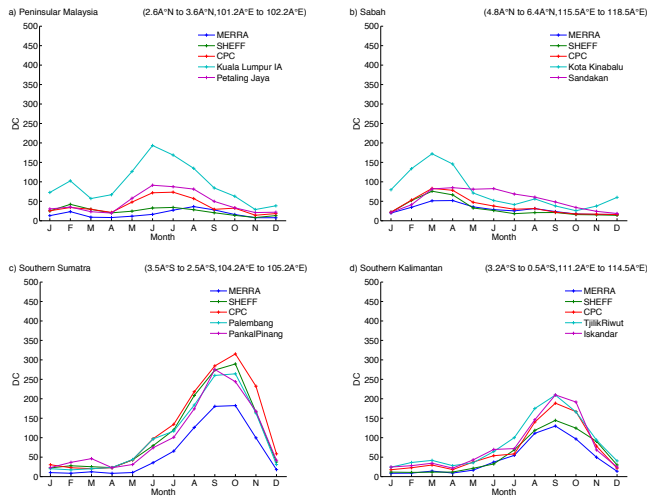 a) Peninsular Malaysia (2.6A°N to 3.6A°N,101.2A°E to 102.2A°E)
500
450
400
350
300
250
200
150
100
50
0
DC
MERRA
SHEFF
CPC
Kuala Lumpur IA
Petaling Jaya
J F M A M J J A S O N D
Month
b) Sabah (4.8A°N to 6.4A°N,115.5A°E to 118.5A°E)
500
450
400
350
300
250
200
150
100
50
0
DC
MERRA
SHEFF
CPC
Kota Kinabalu
Sandakan
J F M A M J J A S O N D
Month
c) Southern Sumatra (3.5A°S to 2.5A°S,104.2A°E to 105.2A°E)
500
450
400
350
300
250
200
150
100
50
0
DC
MERRA
SHEFF
CPC
Palembang
PankalPinang
J F M A M J J A S O N D
Month
d) Southern Kalimantan (3.2A°S to 0.5A°S,111.2A°E to 114.5A°E)
500
450
400
350
300
250
200
150
100
50
0
DC
MERRA
SHEFF
CPC
TjilikRiwut
Iskandar
J F M A M J J A S O N D
Month